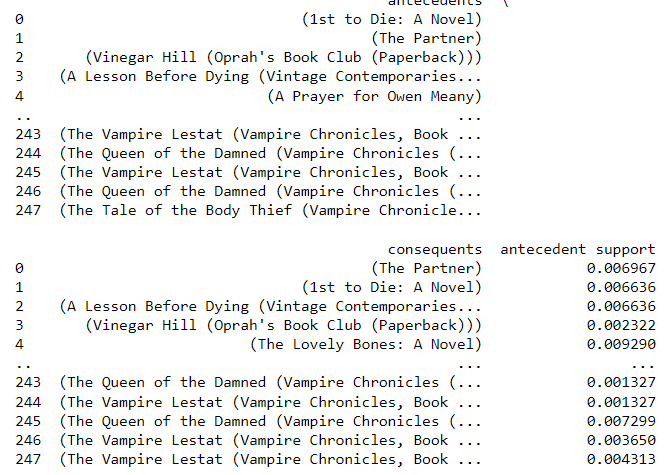 antecedents \
0 (1st to Die: A Novel)
1 (The Partner)
2 (Vinegar Hill (Oprah's Book Club (Paperback)))
3 (A Lesson Before Dying (Vintage Contemporaries...
4 (A Prayer for Owen Meany)
.. ...
243 (The Vampire Lestat (Vampire Chronicles, Book ...
244 (The Queen of the Damned (Vampire Chronicles (...
245 (The Vampire Lestat (Vampire Chronicles, Book ...
246 (The Queen of the Damned (Vampire Chronicles (...
247 (The Tale of the Body Thief (Vampire Chronicle...
consequents antecedent support
0 (The Partner) 0.006967
1 (1st to Die: A Novel) 0.006636
2 (A Lesson Before Dying (Vintage Contemporaries... 0.006636
3 (Vinegar Hill (Oprah's Book Club (Paperback))) 0.002322
4 (The Lovely Bones: A Novel) 0.009290
.. ... ...
243 (The Queen of the Damned (Vampire Chronicles (... 0.001327
244 (The Vampire Lestat (Vampire Chronicles, Book ... 0.001327
245 (The Queen of the Damned (Vampire Chronicles (... 0.007299
246 (The Vampire Lestat (Vampire Chronicles, Book ... 0.003650
247 (The Vampire Lestat (Vampire Chronicles, Book ... 0.004313